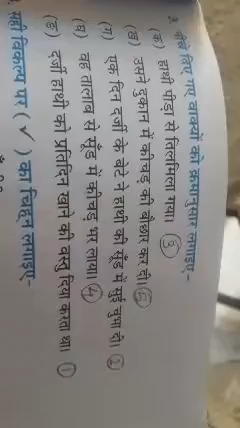 3. नीचे दिए गए वाक्यों को क्रमानुसार लगाइए-
(क) हाथी पीड़ा से तिलमिला गया। ③
(ख) उसने दुकान में कीचड़ की बौछार कर दी। ⑤
(ग) एक दिन दर्जी के बेटे ने हाथी की सूँड में सुई चुभा दी। ②
(घ) वह तालाब से सूँड में कीचड़ भर लाया। ④
(ङ) दर्जी हाथी को प्रतिदिन खाने की वस्तु दिया करता था। ①
सही विकल्प पर ( ✓ ) का चिह्न लगाइए-